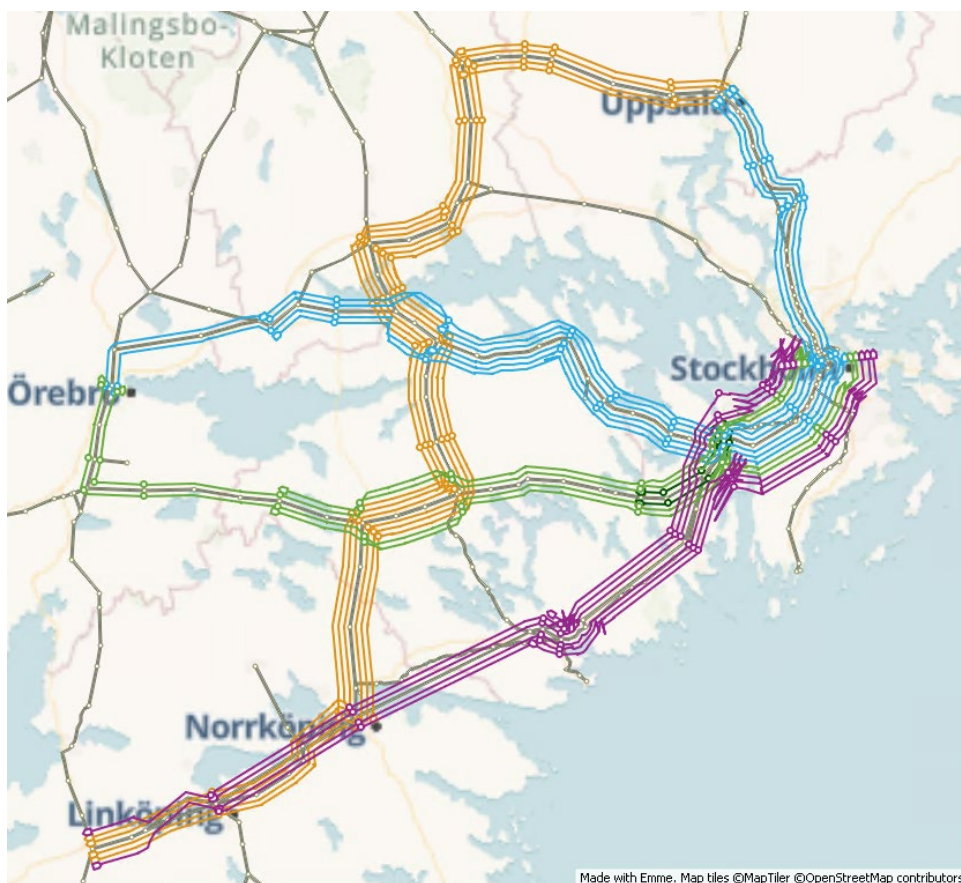 Malingsbo-
Kloten
Uppsala
Stockholm
Örebro
Norrköping
Linköping
Made with Emme. Map tiles ©MapTiler ©OpenStreetMap contributors